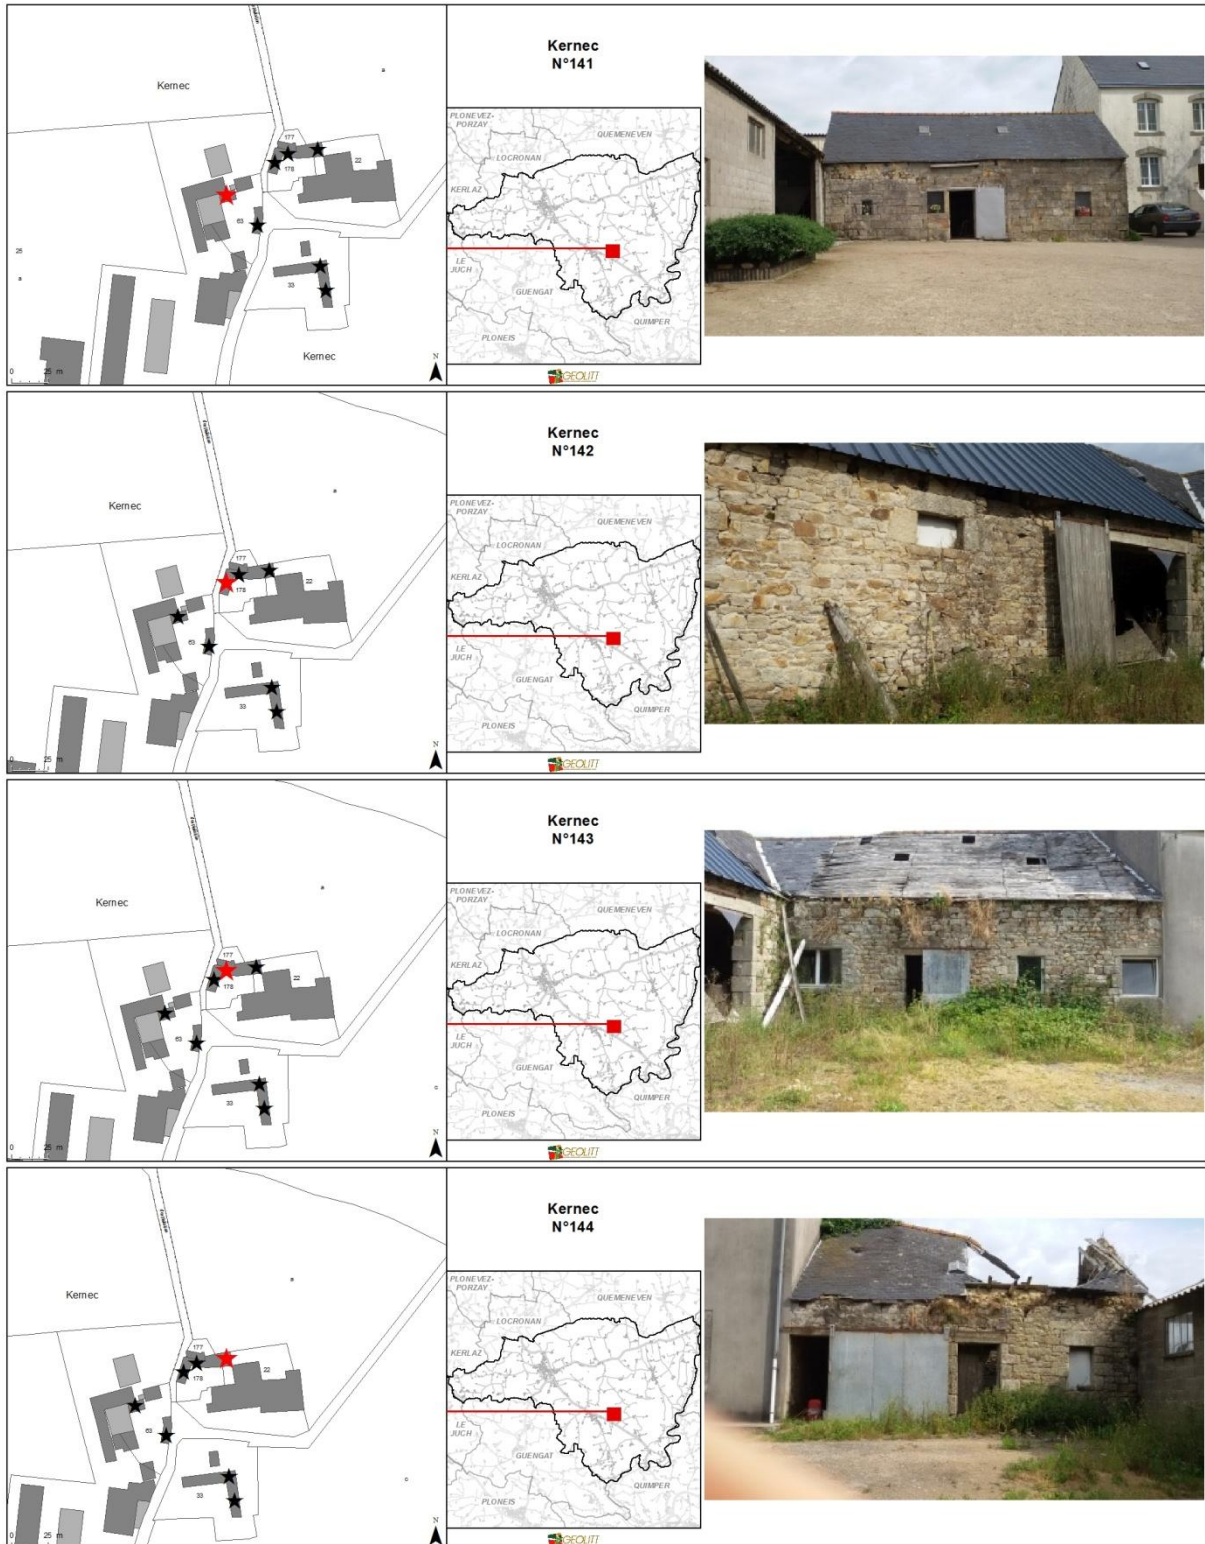 Kernec
177
178
22
63
25
a
a
33
Kernec
0 25 m
N
Kernec
N°141
PLONEVEZ-
PORZAY
QUEMENEVEN
LOCRONAN
KERLAZ
LE
JUCH
GUENGAT
QUIMPER
PLONEIS
GEOLITT
Kernec
177
178
22
63
33
0 25 m
N
Kernec
N°142
PLONEVEZ-
PORZAY
QUEMENEVEN
LOCRONAN
KERLAZ
LE
JUCH
GUENGAT
QUIMPER
PLONEIS
GEOLITT
Kernec
177
178
22
63
33
0 25 m
N
Kernec
N°143
PLONEVEZ-
PORZAY
QUEMENEVEN
LOCRONAN
KERLAZ
LE
JUCH
GUENGAT
QUIMPER
PLONEIS
GEOLITT
Kernec
177
178
22
63
33
0 25 m
N
Kernec
N°144
PLONEVEZ-
PORZAY
QUEMENEVEN
LOCRONAN
KERLAZ
LE
JUCH
GUENGAT
QUIMPER
PLONEIS
GEOLITT